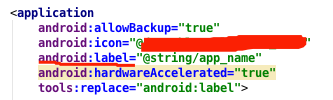 <application
android:allowBackup="true"
android:icon="@
android:label="@string/app_name"
android:hardwareAccelerated="true"
tools:replace="android:label">